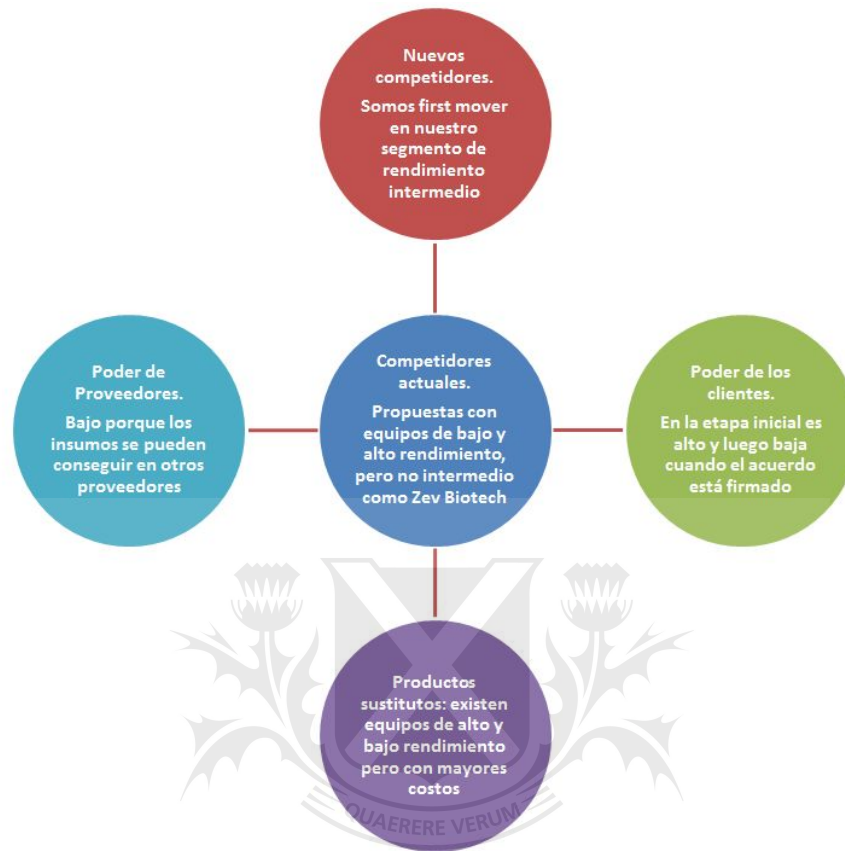 Nuevos
competidores.
Somos first mover
en nuestro
segmento de
rendimiento
intermedio
Poder de
Proveedores.
Bajo porque los
insumos se pueden
conseguir en otros
proveedores
Competidores
actuales.
Propuestas con
equipos de bajo y
alto rendimiento,
pero no intermedio
como Zev Biotech
Poder de los
clientes.
En la etapa inicial es
alto y luego baja
cuando el acuerdo
está firmado
Productos
sustitutos: existen
equipos de alto y
bajo rendimiento
pero con mayores
costos
QUAERERE VERUM